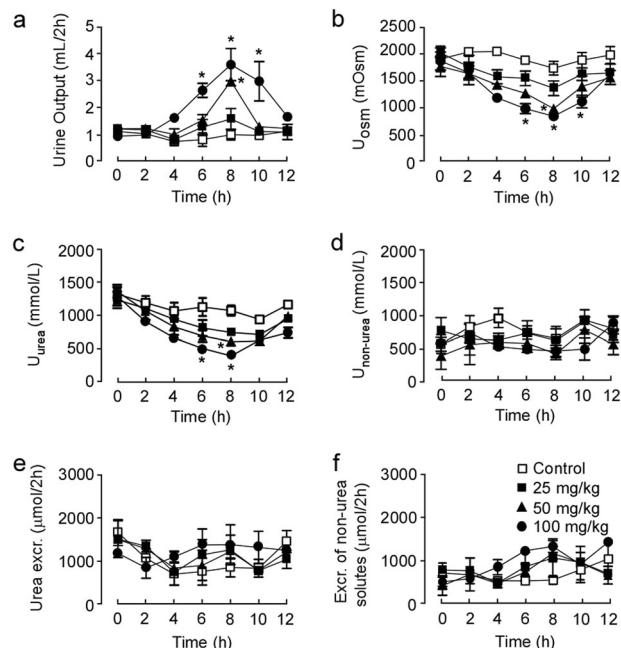 a
Urine Output (mL/2h)
5
4
3
2
1
0
*
*
*
*
0 2 4 6 8 10 12
Time (h)
b
UOsm (mOsm)
2500
2000
1500
1000
500
0
*
*
*
*
0 2 4 6 8 10 12
Time (h)
c
Uurea (mmol/L)
2000
1500
1000
500
0
*
*
*
0 2 4 6 8 10 12
Time (h)
d
Unon-urea (mmol/L)
2000
1500
1000
500
0
0 2 4 6 8 10 12
Time (h)
e
Urea excr. (μmol/2h)
3000
2000
1000
0
0 2 4 6 8 10 12
Time (h)
f
Excr. of non-urea
solutes (μmol/2h)
3000
2000
1000
0
Control
25 mg/kg
50 mg/kg
100 mg/kg
0 2 4 6 8 10 12
Time (h)